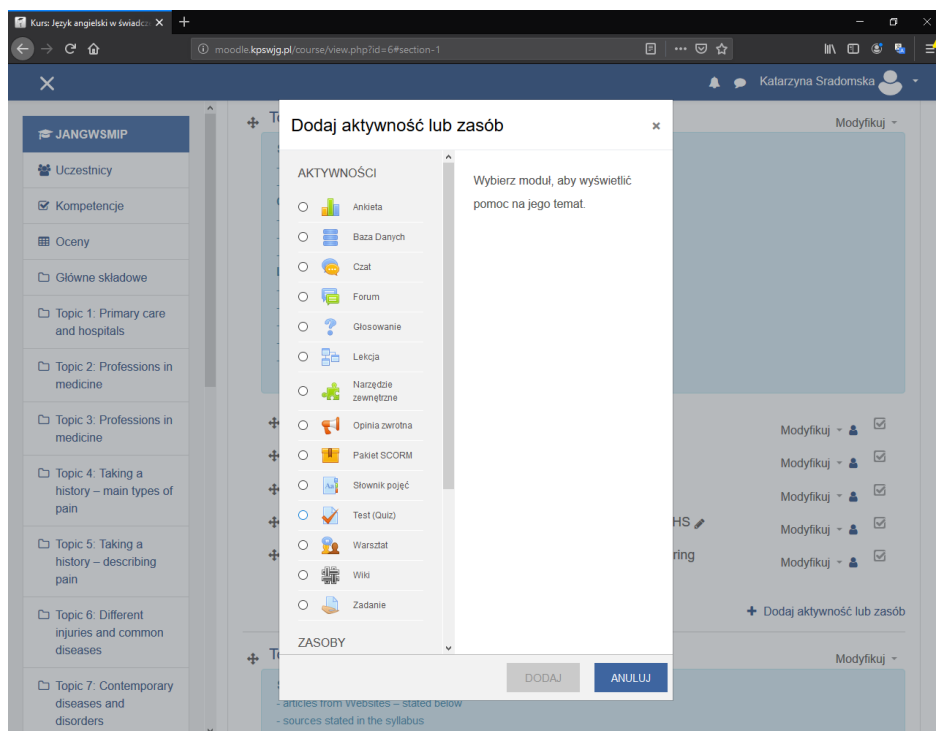 Kurs: Język angielski w świadcz
moodle.kpswjg.pl/course/view.php?id=6#section-1
Katarzyna Sradomska
JANGWSMIP
Uczestnicy
Kompetencje
Oceny
Główne składowe
Topic 1: Primary care
and hospitals
Topic 2: Professions in
medicine
Topic 3: Professions in
medicine
Topic 4: Taking a
history – main types of
pain
Topic 5: Taking a
history – describing
pain
Topic 6: Different
injuries and common
diseases
Topic 7: Contemporary
diseases and
disorders
Dodaj aktywność lub zasób
AKTYWNOŚCI
Ankieta
Baza Danych
Czat
Forum
Głosowanie
Lekcja
Narzędzie
zewnętrzne
Opinia zwrotna
Pakiet SCORM
Słownik pojęć
Test (Quiz)
Warsztat
Wiki
Zadanie
ZASOBY
Wybierz moduł, aby wyświetlić
pomoc na jego temat.
DODAJ
ANULUJ
Modyfikuj
Modyfikuj
Modyfikuj
Modyfikuj
HS
Modyfikuj
ring
Modyfikuj
Dodaj aktywność lub zasób
Modyfikuj
- articles from Websites – stated below
- sources stated in the syllabus